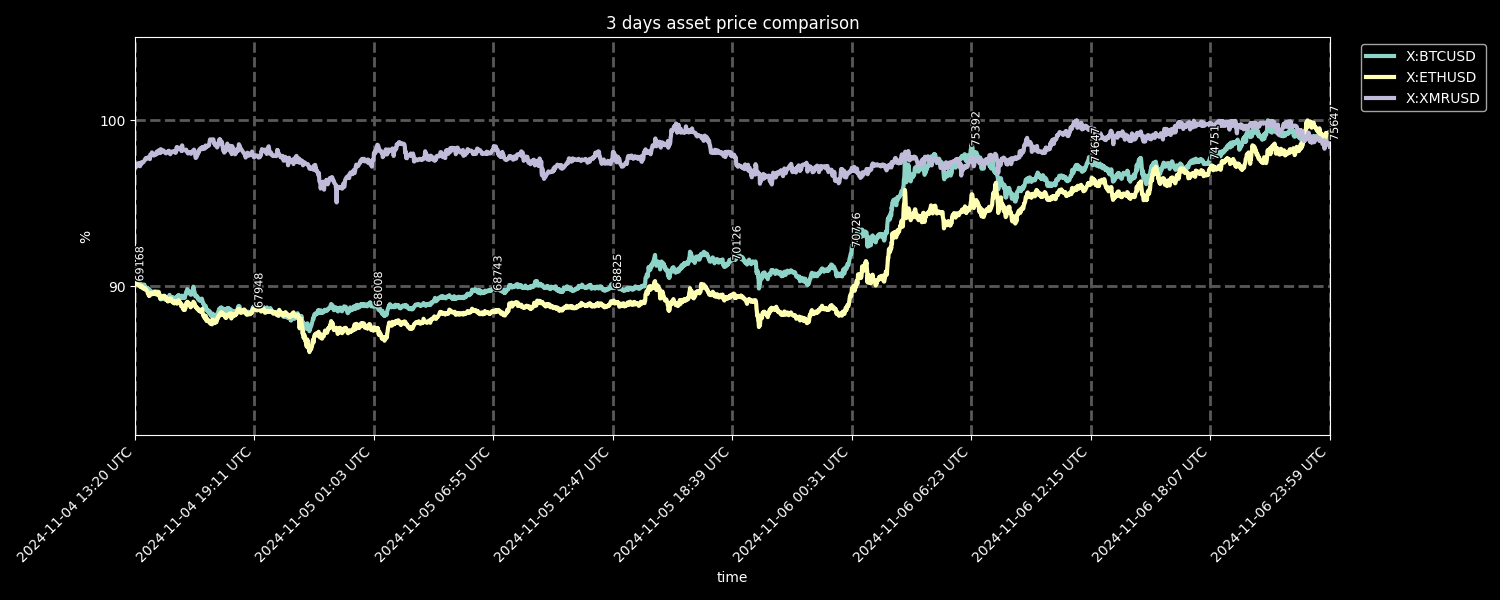 3 days asset price comparison
X:BTCUSD
X:ETHUSD
X:XMRUSD
100
90
%
69168
67948
68008
68743
68825
70126
70726
75392
74647
74751
75647
2024-11-04 13:20 UTC
2024-11-04 19:11 UTC
2024-11-05 01:03 UTC
2024-11-05 06:55 UTC
2024-11-05 12:47 UTC
2024-11-05 18:39 UTC
2024-11-06 00:31 UTC
2024-11-06 06:23 UTC
2024-11-06 12:15 UTC
2024-11-06 18:07 UTC
2024-11-06 23:59 UTC
time